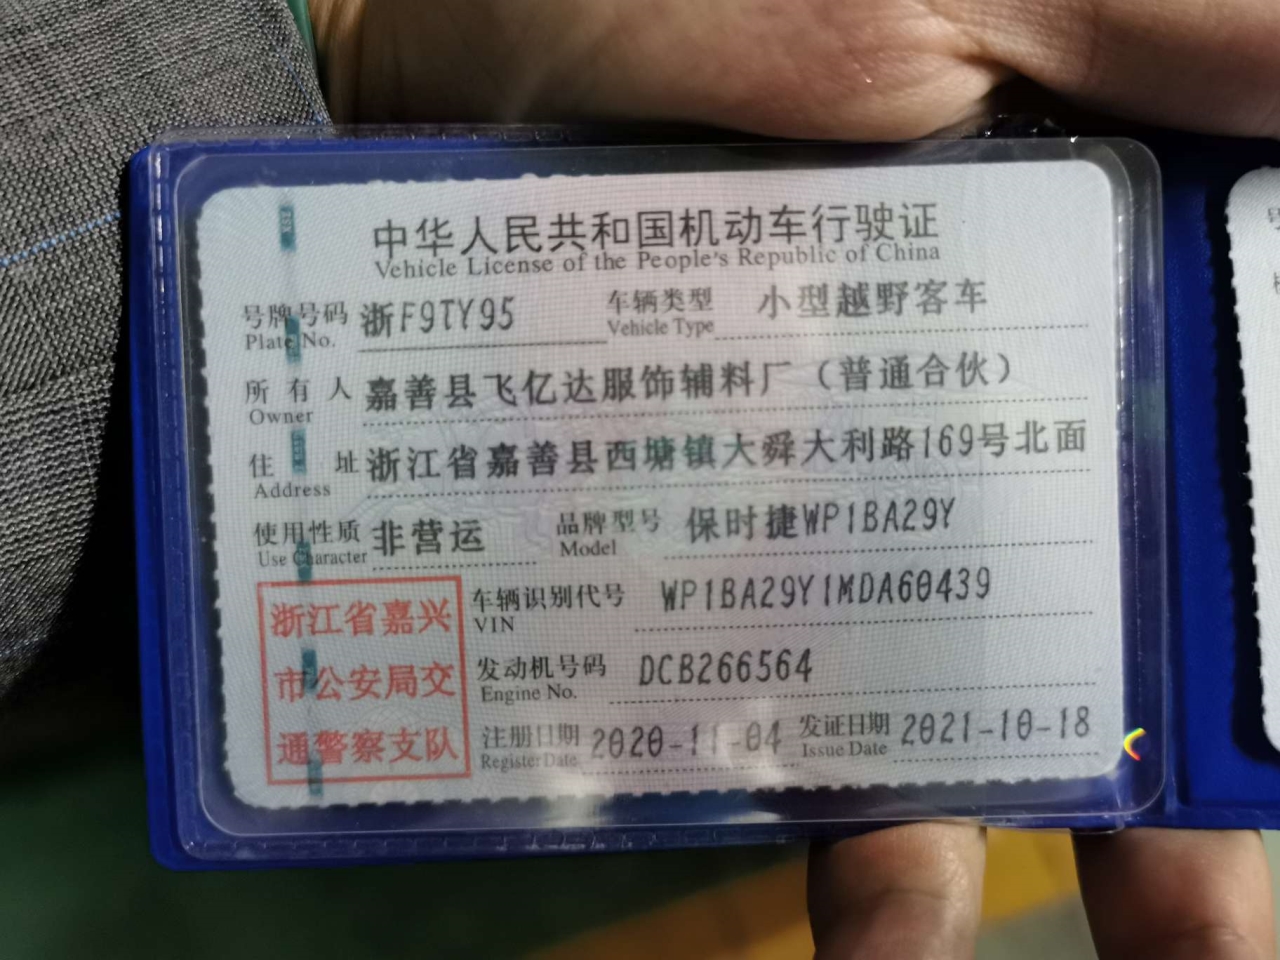 中华人民共和国机动车行驶证
Vehicle License of the People's Republic of China
号牌号码 浙F9TY95 车辆类型 小型越野客车
Plate No. Vehicle Type
所有人 嘉善县飞亿达服饰辅料厂（普通合伙）
Owner
住址 浙江省嘉善县西塘镇大舜大利路169号北面
Address
使用性质 非营运 品牌型号 保时捷WP1BA29Y
Use Character Model
浙江省嘉兴
市公安局交
通警察支队
车辆识别代号 WP1BA29Y1MDA60439
VIN
发动机号码 DCB266564
Engine No.
注册日期 2020-11-04 发证日期 2021-10-18
Register Date Issue Date